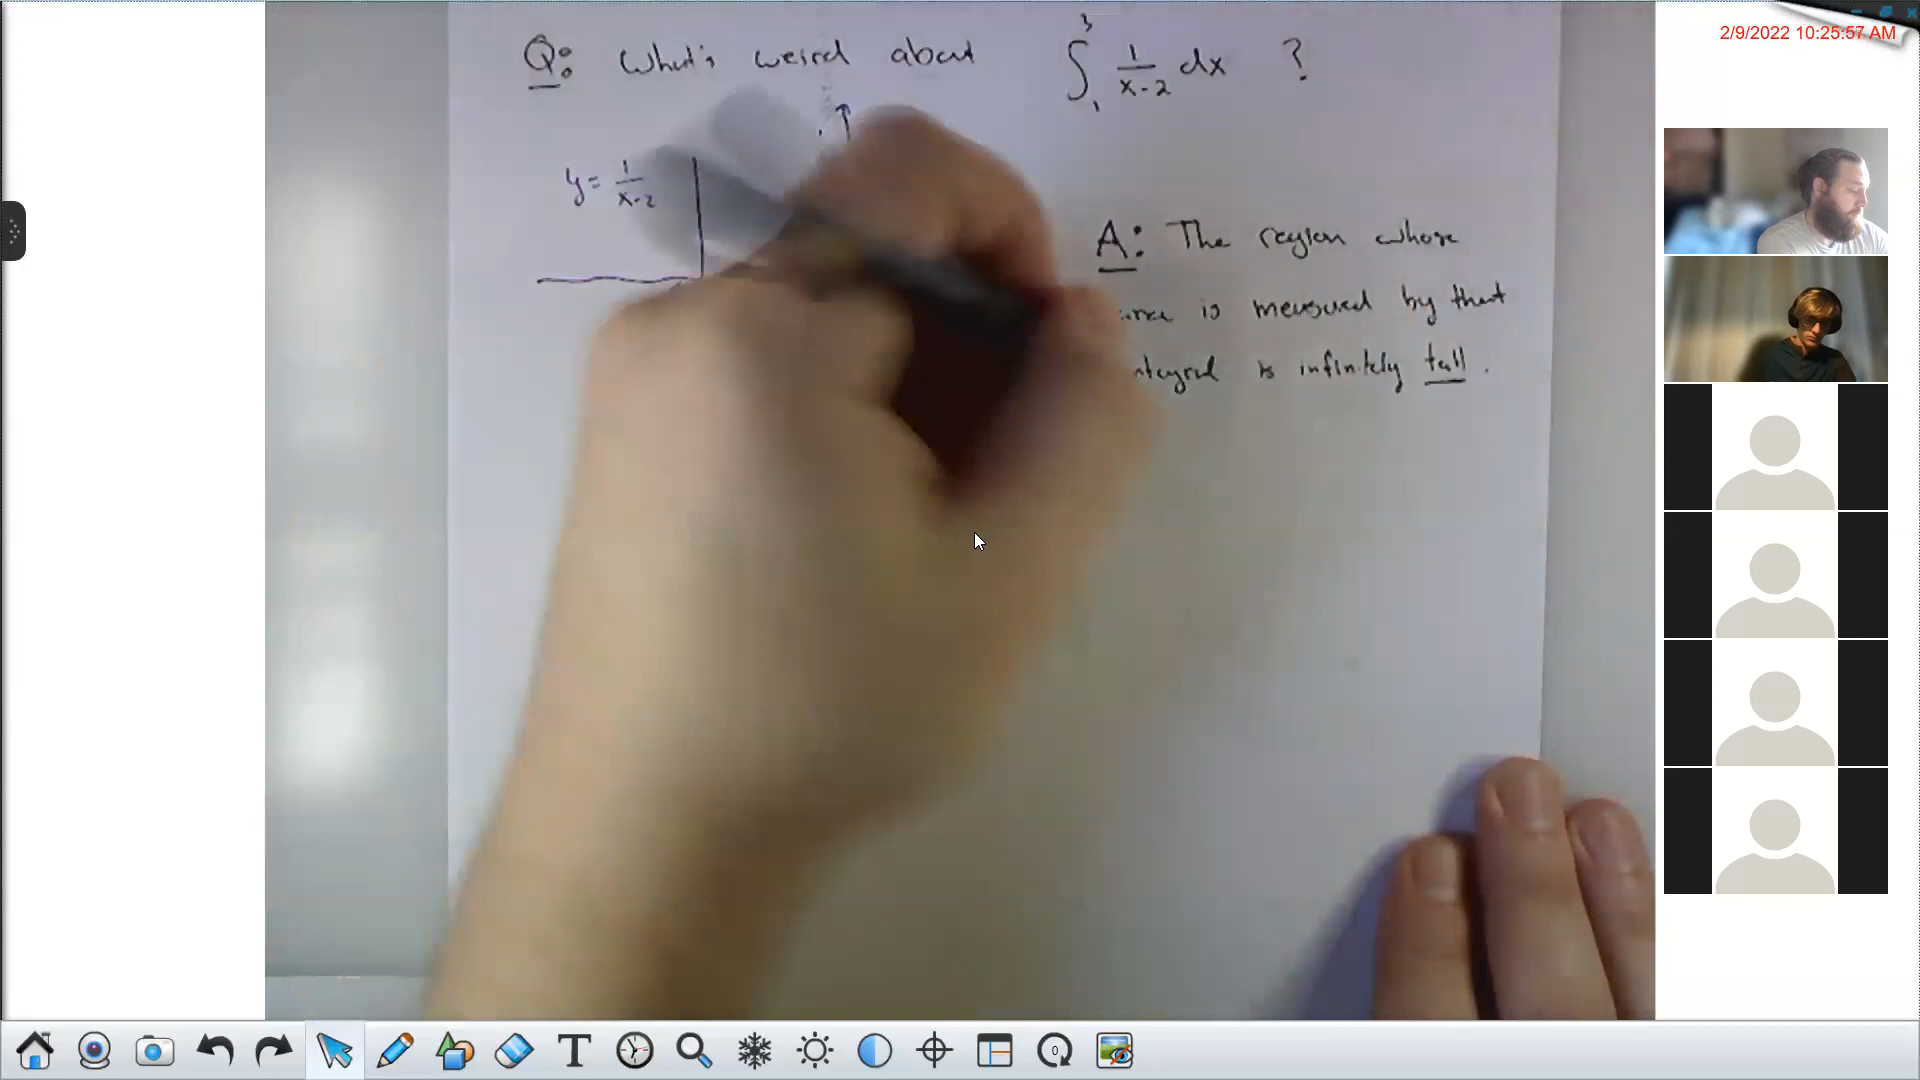 2/9/2022 10:25:57 AM
Q: What's weird about ∫₁³ 1/(x-2) dx ?
y = 1/(x-2)
A: The region whose
is measured by that
is infinitely tall.
T
0